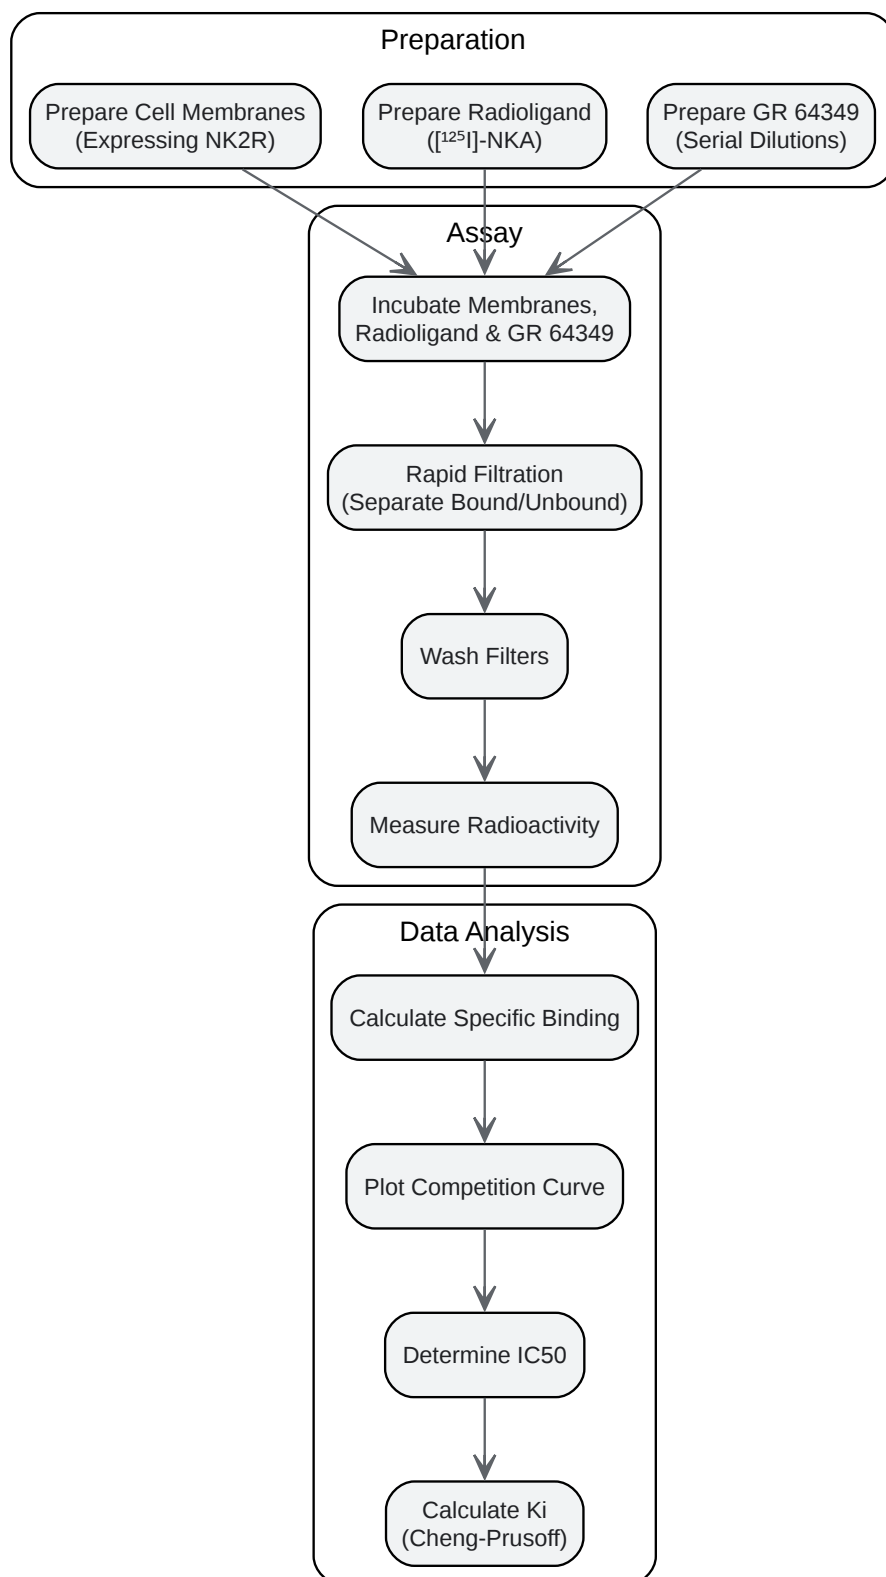 Preparation
Prepare Cell Membranes
(Expressing NK2R)
Prepare Radioligand
([¹²⁵I]-NKA)
Prepare GR 64349
(Serial Dilutions)
Assay
Incubate Membranes,
Radioligand & GR 64349
Rapid Filtration
(Separate Bound/Unbound)
Wash Filters
Measure Radioactivity
Data Analysis
Calculate Specific Binding
Plot Competition Curve
Determine IC50
Calculate Ki
(Cheng-Prusoff)